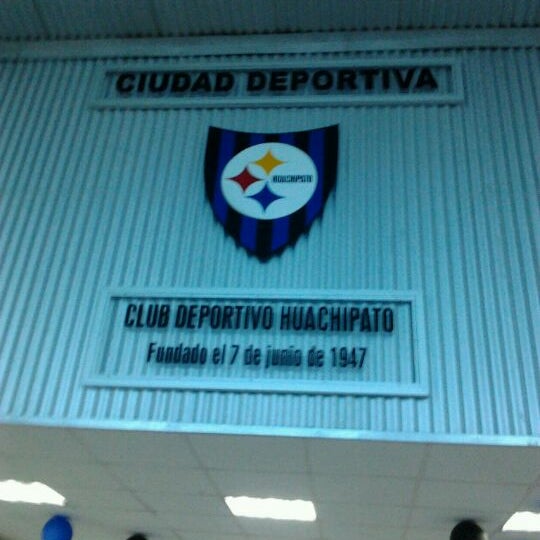 CIUDAD DEPORTIVA
HUACHIPATO
CLUB DEPORTIVO HUACHIPATO
Fundado el 7 de junio de 1947